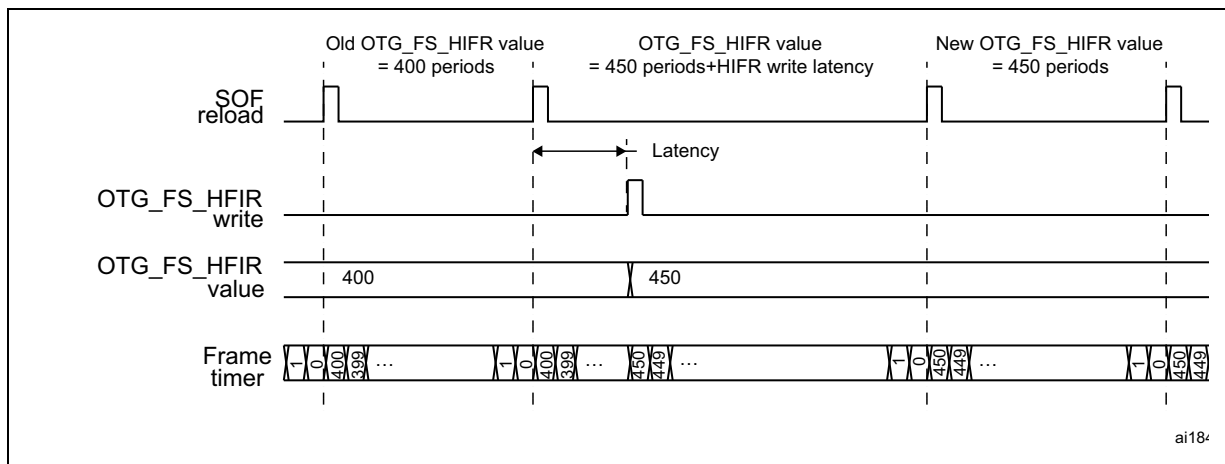 Old OTG_FS_HIFR value
= 400 periods
OTG_FS_HIFR value
= 450 periods+HIFR write latency
New OTG_FS_HIFR value
= 450 periods
SOF
reload
Latency
OTG_FS_HFIR
write
OTG_FS_HFIR
value
400
450
Frame
timer
1 0 400 399 ... 1 0 400 399 ... 450 449 ... 1 0 450 449 ... 1 0 450 449
ai184